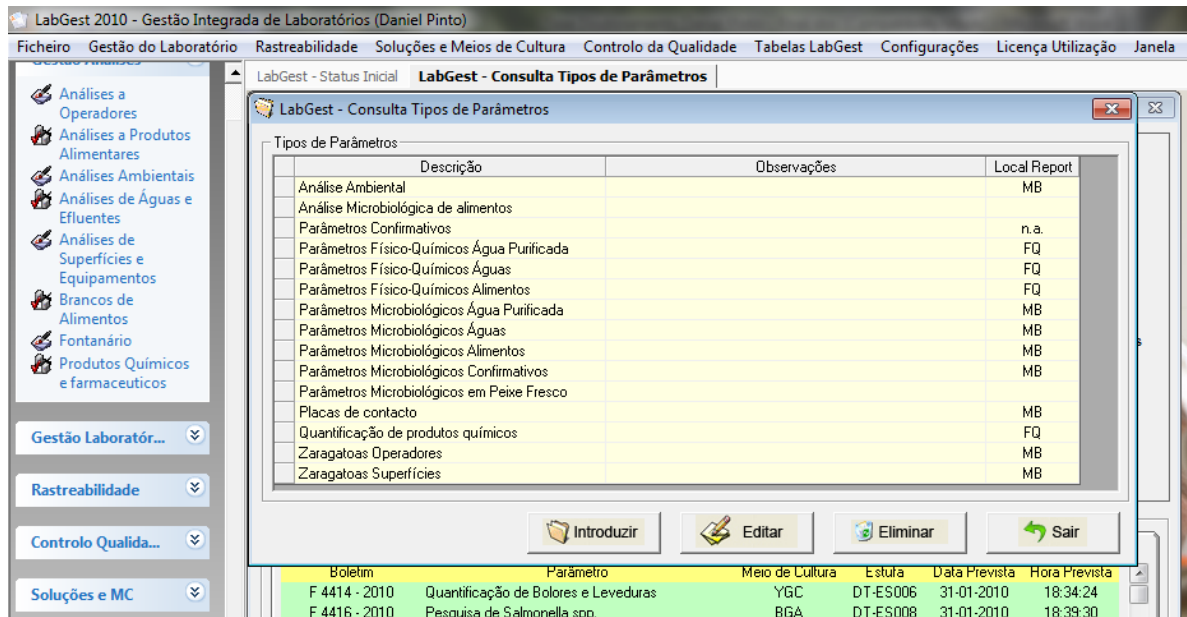 LabGest 2010 - Gestão Integrada de Laboratórios (Daniel Pinto)
Ficheiro Gestão do Laboratório Rastreabilidade Soluções e Meios de Cultura Controlo da Qualidade Tabelas LabGest Configurações Licença Utilização Janela
Gestão Análises
Análises a
Operadores
Análises a Produtos
Alimentares
Análises Ambientais
Análises de Águas e
Efluentes
Análises de
Superfícies e
Equipamentos
Brancos de
Alimentos
Fontanário
Produtos Químicos
e farmaceuticos
Gestão Laboratór...
Rastreabilidade
Controlo Qualida...
Soluções e MC
LabGest - Status Inicial LabGest - Consulta Tipos de Parâmetros
LabGest - Consulta Tipos de Parâmetros
Tipos de Parâmetros
Descrição Observações Local Report
Análise Ambiental MB
Análise Microbiológica de alimentos
Parâmetros Confirmativos n.a.
Parâmetros Físico-Químicos Água Purificada FQ
Parâmetros Físico-Químicos Águas FQ
Parâmetros Físico-Químicos Alimentos FQ
Parâmetros Microbiológicos Água Purificada MB
Parâmetros Microbiológicos Águas MB
Parâmetros Microbiológicos Alimentos MB
Parâmetros Microbiológicos Confirmativos MB
Parâmetros Microbiológicos em Peixe Fresco
Placas de contacto MB
Quantificação de produtos químicos FQ
Zaragatoas Operadores MB
Zaragatoas Superfícies MB
Introduzir Editar Eliminar Sair
Boletim Parâmetro Meio de Cultura Estufa Data Prevista Hora Prevista
F 4414 - 2010 Quantificação de Bolores e Leveduras YGC DT-ES006 31-01-2010 18:34:24
F 4416 - 2010 Pesquisa de Salmonella spp. BGA DT-ES008 31-01-2010 18:39:30